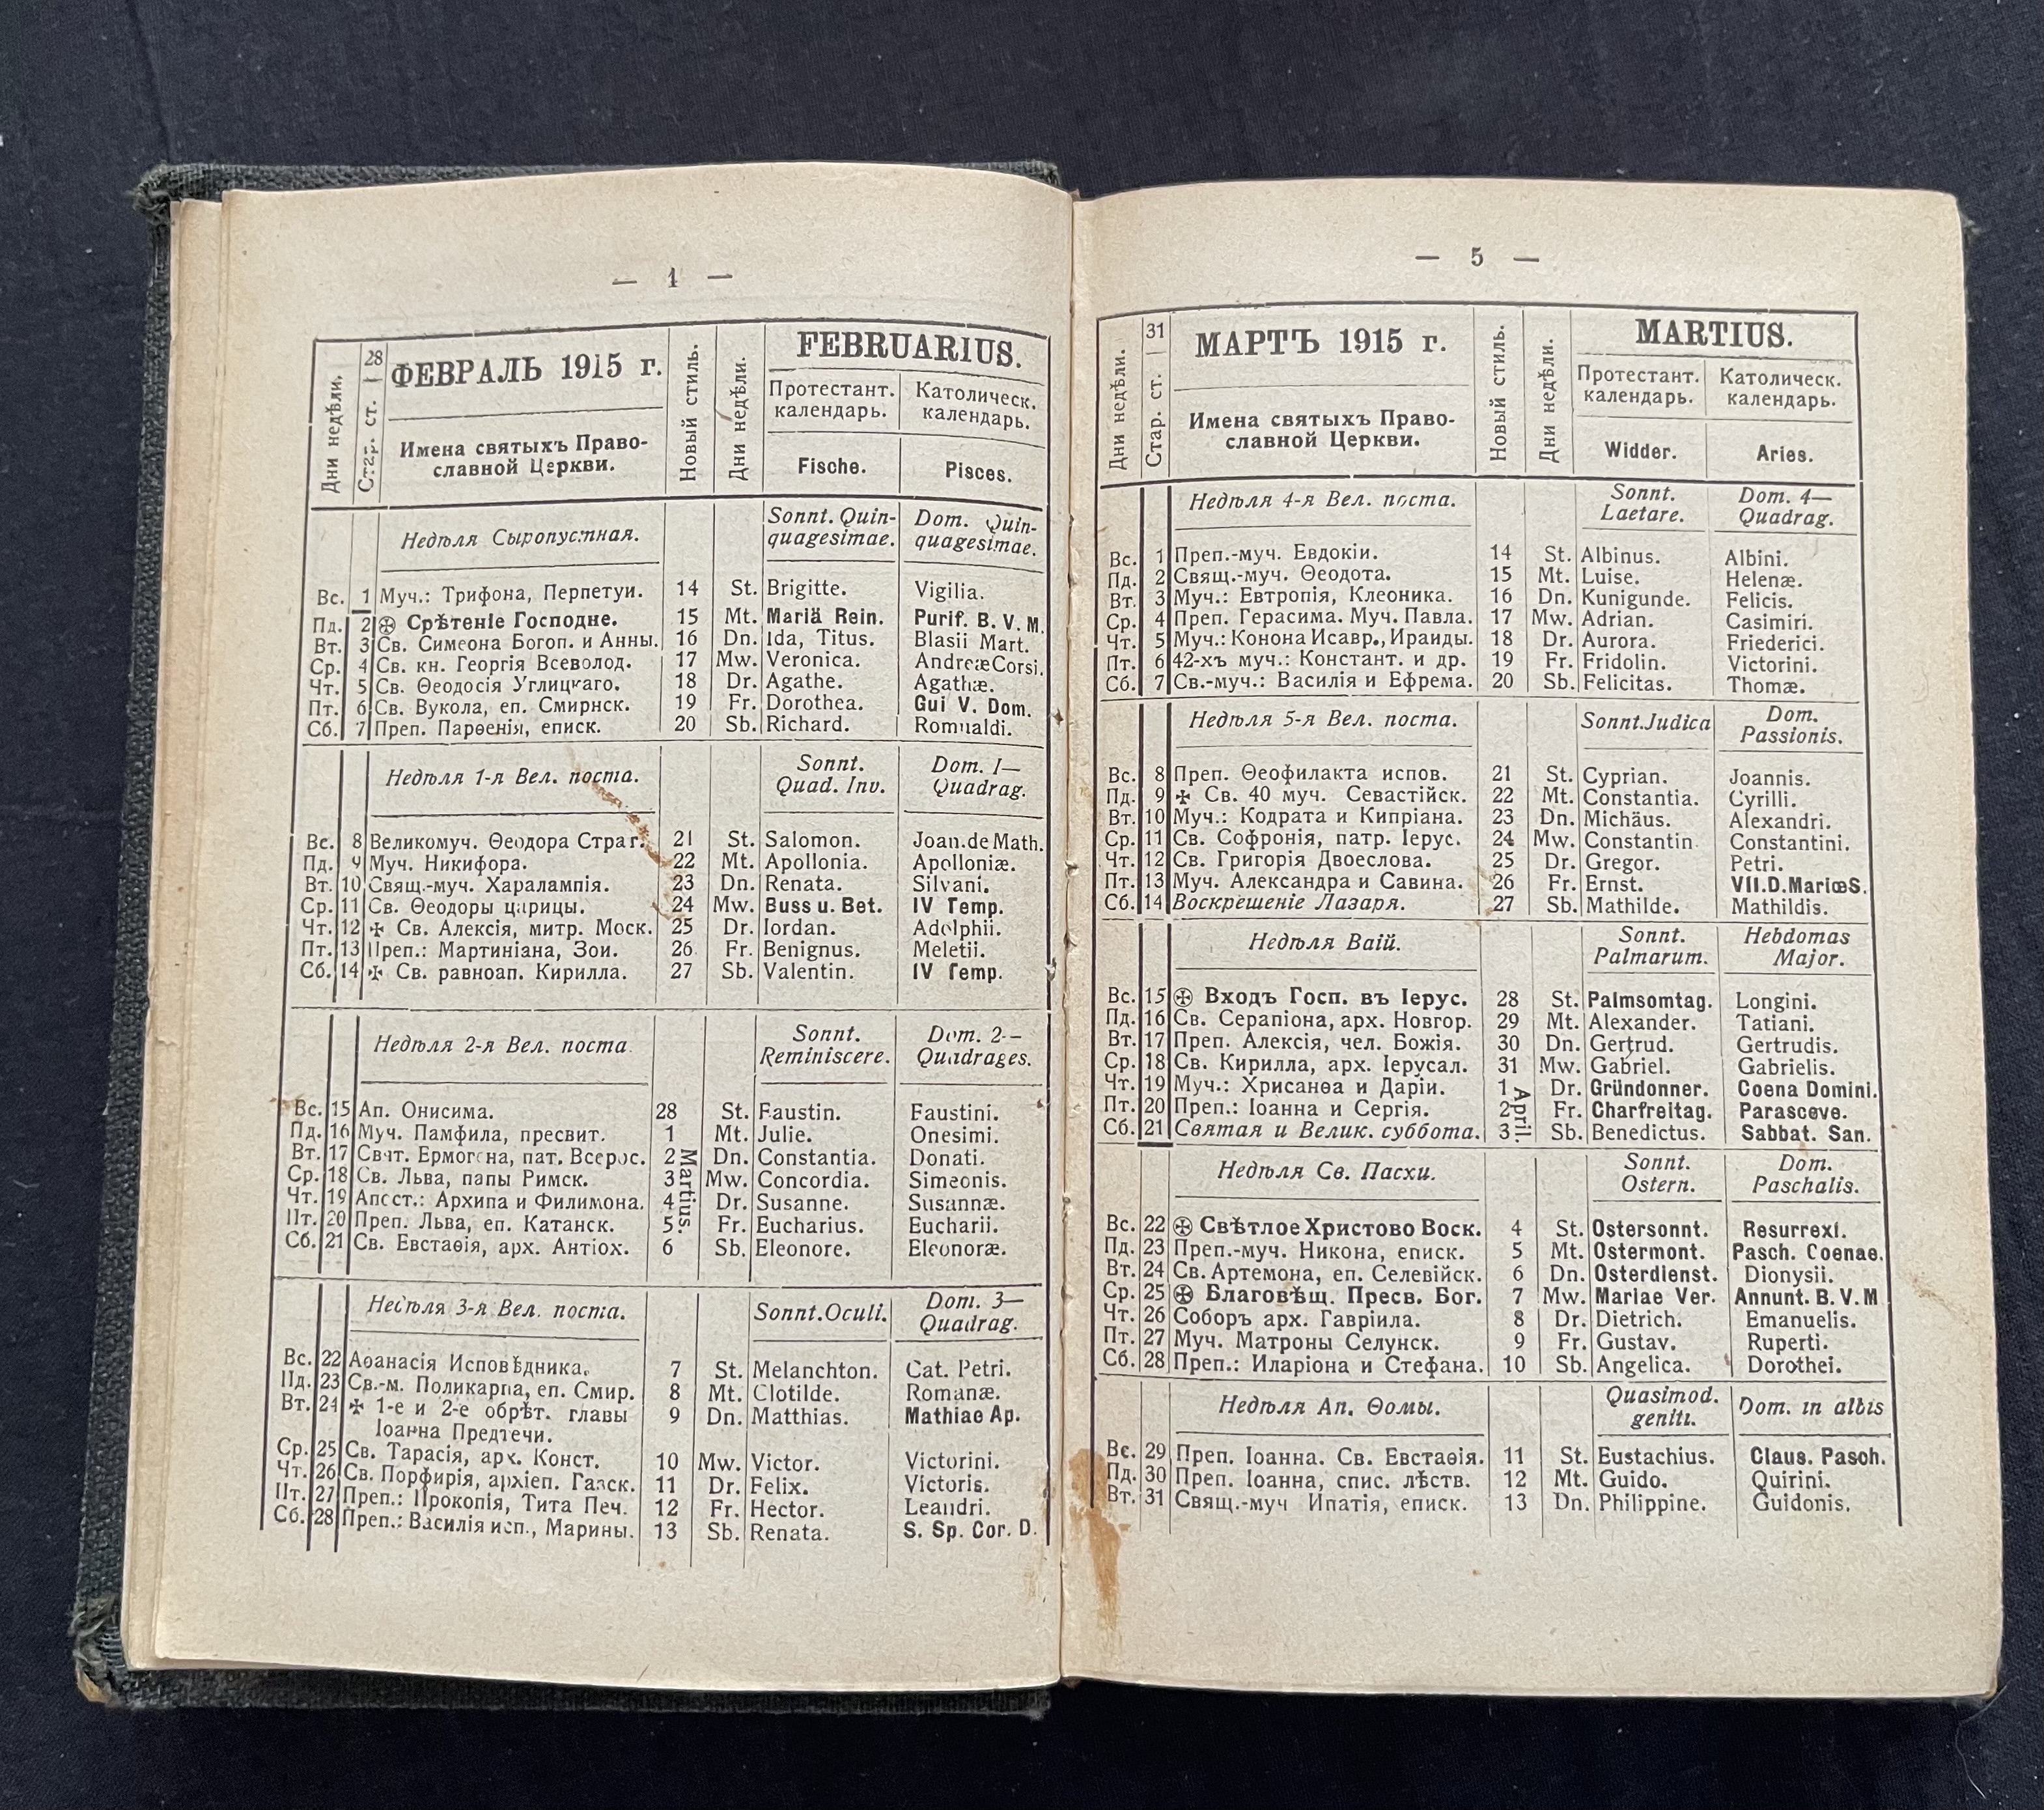 — 4 —
Дни недѣли.
Стар. ст. | 28
ФЕВРАЛЬ 1915 г.
Имена святыхъ Право-
славной Церкви.
Новый стиль.
Дни недѣли.
FEBRUARIUS.
Протестант. календарь.
Католическ. календарь.
Fische.
Pisces.
Недѣля Сыропустная. Sonnt. Quin- Dom. Quin-
quagesimae. quagesimae.
Вс. 1 Муч.: Трифона, Перпетуи. 14 St. Brigitte. Vigilia.
Пд. 2 ⊕ Срѣтеніе Господне. 15 Mt. Mariä Rein. Purif. B. V. M.
Вт. 3 Св. Симеона Богоп. и Анны. 16 Dn. Ida, Titus. Blasii Mart.
Ср. 4 Св. кн. Георгія Всеволод. 17 Mw. Veronica. AndreæCorsi.
Чт. 5 Св. Ѳеодосія Углицкаго. 18 Dr. Agathe. Agathæ.
Пт. 6 Св. Вукола, еп. Смирнск. 19 Fr. Dorothea. Gui V. Dom.
Сб. 7 Преп. Парѳенія, еписк. 20 Sb. Richard. Romualdi.
Недѣля 1-я Вел. поста. Sonnt. Dom. I—
Quad. Inv. Quadrag.
Вс. 8 Великомуч. Ѳеодора Страт. 21 St. Salomon. Joan.de Math.
Пд. 9 Муч. Никифора. 22 Mt. Apollonia. Apolloniæ.
Вт. 10 Свящ.-муч. Харалампія. 23 Dn. Renata. Silvani.
Ср. 11 Св. Ѳеодоры царицы. 24 Mw. Buss u. Bet. IV Temp.
Чт. 12 ✠ Св. Алексія, митр. Моск. 25 Dr. Iordan. Adolphii.
Пт. 13 Преп.: Мартиніана, Зои. 26 Fr. Benignus. Meletii.
Сб. 14 ✠ Св. равноап. Кирилла. 27 Sb. Valentin. IV Temp.
Недѣля 2-я Вел. поста Sonnt. Dom. 2—
Reminiscere. Quadrages.
Вс. 15 Ап. Онисима. 28 St. Faustin. Faustini.
Пд. 16 Муч. Памфила, пресвит. 1 Mt. Julie. Onesimi.
Вт. 17 Свят. Ермогена, пат. Всерос. 2 Martius. Dn. Constantia. Donati.
Ср. 18 Св. Льва, папы Римск. 3 Mw. Concordia. Simeonis.
Чт. 19 Апост.: Архипа и Филимона. 4 Dr. Susanne. Susannæ.
Пт. 20 Преп. Льва, еп. Катанск. 5 Fr. Eucharius. Eucharii.
Сб. 21 Св. Евстаѳія, арх. Антіох. 6 Sb. Eleonore. Eleonoræ.
Недѣля 3-я Вел. поста. Sonnt.Oculi. Dom. 3—
Quadrag.
Вс. 22 Аѳанасія Исповѣдника. 7 St. Melanchton. Cat. Petri.
Пд. 23 Св.-м. Поликарпа, еп. Смир. 8 Mt. Clotilde. Romanæ.
Вт. 24 ✠ 1-е и 2-е обрѣт. главы 9 Dn. Matthias. Mathiae Ap.
Іоанна Предтечи.
Ср. 25 Св. Тарасія, арх. Конст. 10 Mw. Victor. Victorini.
Чт. 26 Св. Порфирія, архіеп. Газск. 11 Dr. Felix. Victoris.
Пт. 27 Преп.: Прокопія, Тита Печ. 12 Fr. Hector. Leandri.
Сб. 28 Преп.: Василія исп., Марины. 13 Sb. Renata. S. Sp. Cor. D.
— 5 —
Дни недѣли.
Стар. ст. | 31
МАРТЪ 1915 г.
Имена святыхъ Право-
славной Церкви.
Новый стиль.
Дни недѣли.
MARTIUS.
Протестант. календарь.
Католическ. календарь.
Widder.
Aries.
Недѣля 4-я Вел. поста. Sonnt. Dom. 4—
Laetare. Quadrag.
Вс. 1 Преп.-муч. Евдокіи. 14 St. Albinus. Albini.
Пд. 2 Свящ.-муч. Ѳеодота. 15 Mt. Luise. Helenæ.
Вт. 3 Муч.: Евтропія, Клеоника. 16 Dn. Kunigunde. Felicis.
Ср. 4 Преп. Герасима. Муч. Павла. 17 Mw. Adrian. Casimiri.
Чт. 5 Муч.: Конона Исавр., Ираиды. 18 Dr. Aurora. Friederici.
Пт. 6 42-хъ муч.: Констант. и др. 19 Fr. Fridolin. Victorini.
Сб. 7 Св.-муч.: Василія и Ефрема. 20 Sb. Felicitas. Thomæ.
Недѣля 5-я Вел. поста. Sonnt.Judica Dom.
Passionis.
Вс. 8 Преп. Ѳеофилакта испов. 21 St. Cyprian. Joannis.
Пд. 9 ✠ Св. 40 муч. Севастійск. 22 Mt. Constantia. Cyrilli.
Вт. 10 Муч.: Кодрата и Кипріана. 23 Dn. Michäus. Alexandri.
Ср. 11 Св. Софронія, патр. Іерус. 24 Mw. Constantin Constantini.
Чт. 12 Св. Григорія Двоеслова. 25 Dr. Gregor. Petri.
Пт. 13 Муч. Александра и Савина. 26 Fr. Ernst. VII.D.MariœS.
Сб. 14 Воскрешеніе Лазаря. 27 Sb. Mathilde. Mathildis.
Недѣля Ваій. Sonnt. Hebdomas
Palmarum. Major.
Вс. 15 ⊕ Входъ Госп. въ Іерус. 28 St. Palmsomtag. Longini.
Пд. 16 Св. Серапіона, арх. Новгор. 29 Mt. Alexander. Tatiani.
Вт. 17 Преп. Алексія, чел. Божія. 30 Dn. Gertrud. Gertrudis.
Ср. 18 Св. Кирилла, арх. Іерусал. 31 Mw. Gabriel. Gabrielis.
Чт. 19 Муч.: Хрисанѳа и Даріи. 1 April. Dr. Gründonner. Coena Domini.
Пт. 20 Преп.: Іоанна и Сергія. 2 Fr. Charfreitag. Parasceve.
Сб. 21 Святая и Велик. суббота. 3 Sb. Benedictus. Sabbat. San.
Недѣля Св. Пасхи. Sonnt. Dom.
Ostern. Paschalis.
Вс. 22 ⊕ Свѣтлое Христово Воск. 4 St. Ostersonnt. Resurrexi.
Пд. 23 Преп.-муч. Никона, еписк. 5 Mt. Ostermont. Pasch. Coenae.
Вт. 24 Св. Артемона, еп. Селевійск. 6 Dn. Osterdienst. Dionysii.
Ср. 25 ⊕ Благовѣщ. Пресв. Бог. 7 Mw. Mariae Ver. Annunt. B. V. M
Чт. 26 Соборъ арх. Гавріила. 8 Dr. Dietrich. Emanuelis.
Пт. 27 Муч. Матроны Селунск. 9 Fr. Gustav. Ruperti.
Сб. 28 Преп.: Иларіона и Стефана. 10 Sb. Angelica. Dorothei.
Недѣля Ап. Ѳомы. Quasimod. Dom. in albis
geniti.
Вс. 29 Преп. Іоанна. Св. Евстаѳія. 11 St. Eustachius. Claus. Pasch.
Пд. 30 Преп. Іоанна, спис. лѣств. 12 Mt. Guido. Quirini.
Вт. 31 Свящ.-муч Ипатія, еписк. 13 Dn. Philippine. Guidonis.